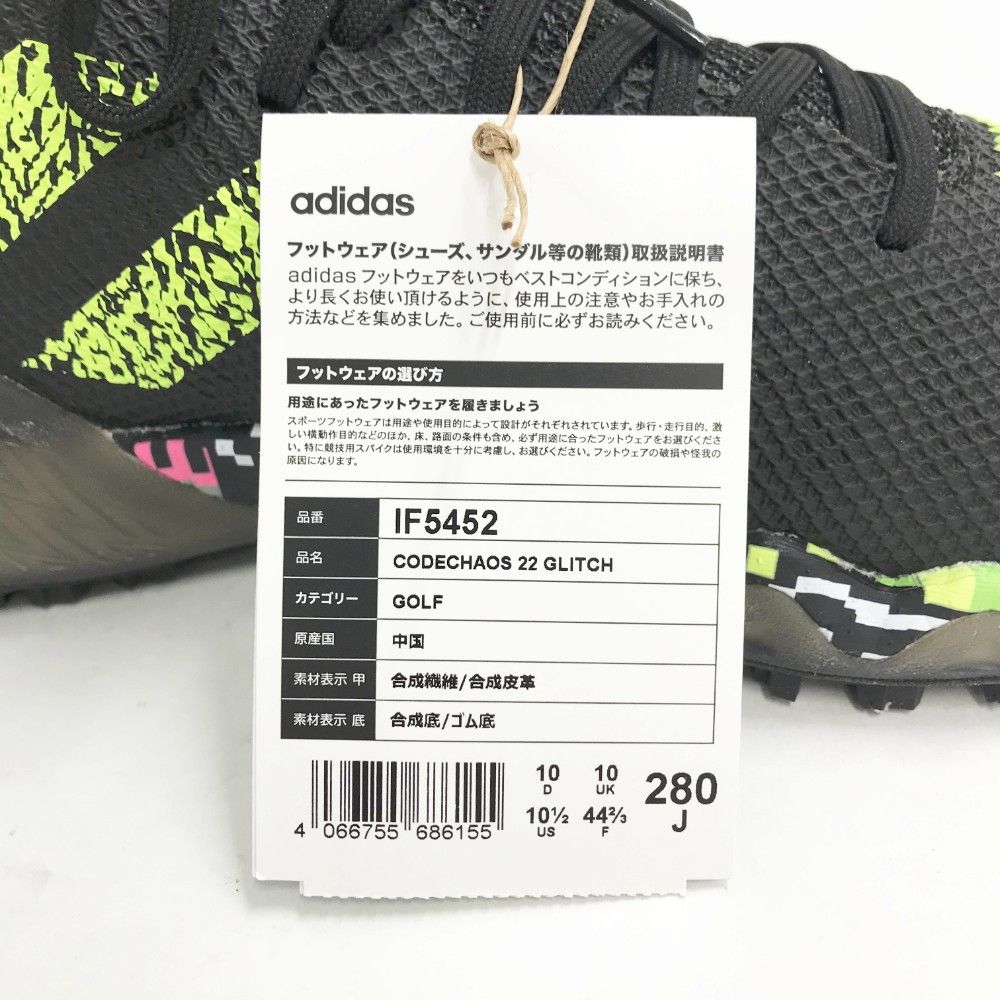 adidas
フットウェア(シューズ、サンダル等の靴類)取扱説明書
adidas フットウェアをいつもベストコンディションに保ち、
より長くお使い頂けるように、使用上の注意やお手入れの
方法などを集めました。ご使用前に必ずお読みください。
フットウェアの選び方
用途にあったフットウェアを履きましょう
スポーツフットウェアは用途や使用目的によって設計がそれぞれされています。歩行・走行目的、激
しい横動作目的などのほか、床、路面の条件も含め、必ず用途に合ったフットウェアをお選びくださ
い。特に競技用スパイクは使用環境を十分に考慮し、お選びください。フットウェアの破損や怪我の
原因になります。
品番 IF5452
品名 CODECHAOS 22 GLITCH
カテゴリー GOLF
原産国 中国
素材表示 甲 合成繊維/合成皮革
素材表示 底 合成底/ゴム底
10 10 280
D UK J
10½ 44⅔
US F
4 066755 686155